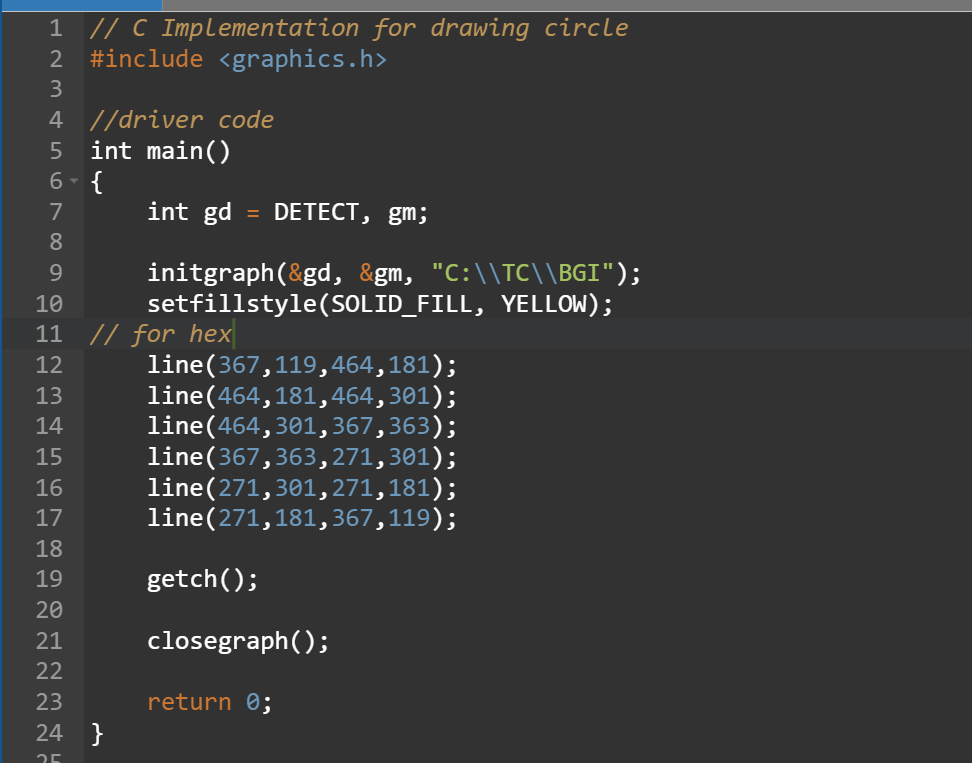 1 // C Implementation for drawing circle
2 #include <graphics.h>
3
4 //driver code
5 int main()
6 {
7     int gd = DETECT, gm;
8
9     initgraph(&gd, &gm, "C:\\TC\\BGI");
10     setfillstyle(SOLID_FILL, YELLOW);
11 // for hex
12     line(367,119,464,181);
13     line(464,181,464,301);
14     line(464,301,367,363);
15     line(367,363,271,301);
16     line(271,301,271,181);
17     line(271,181,367,119);
18
19     getch();
20
21     closegraph();
22
23     return 0;
24 }
25